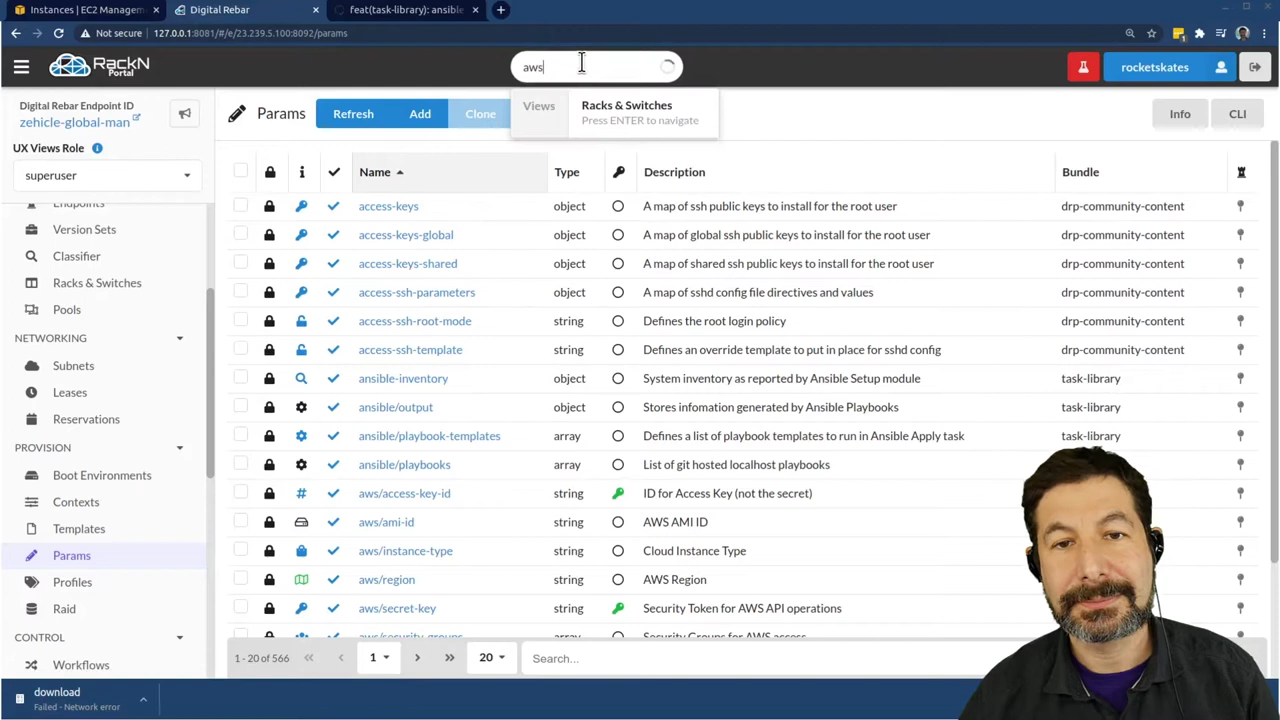 Instances | EC2 Managem
Digital Rebar
feat(task-library): ansible
Not secure
127.0.0.1:8081/#/e/23.239.5.100:8092/params
RACKN
PORTAL
aws
rocketskates
Digital Rebar Endpoint ID
zehicle-global-man
UX Views Role
superuser
Params
Refresh
Add
Clone
Views
Racks & Switches
Press ENTER to navigate
Info
CLI
Endpoints
Version Sets
Classifier
Racks & Switches
Pools
NETWORKING
Subnets
Leases
Reservations
PROVISION
Boot Environments
Contexts
Templates
Params
Profiles
Raid
CONTROL
Workflows
Name Type Description Bundle
access-keys object A map of ssh public keys to install for the root user drp-community-content
access-keys-global object A map of global ssh public keys to install for the root user drp-community-content
access-keys-shared object A map of shared ssh public keys to install for the root user drp-community-content
access-ssh-parameters object A map of sshd config file directives and values drp-community-content
access-ssh-root-mode string Defines the root login policy drp-community-content
access-ssh-template string Defines an override template to put in place for sshd config drp-community-content
ansible-inventory object System inventory as reported by Ansible Setup module task-library
ansible/output object Stores infomation generated by Ansible Playbooks task-library
ansible/playbook-templates array Defines a list of playbook templates to run in Ansible Apply task task-library
ansible/playbooks array List of git hosted localhost playbooks
aws/access-key-id string ID for Access Key (not the secret)
aws/ami-id string AWS AMI ID
aws/instance-type string Cloud Instance Type
aws/region string AWS Region
aws/secret-key string Security Token for AWS API operations
aws/security-groups array Security Groups for AWS access
1 - 20 of 566
1
20
Search...
download
Failed - Network error